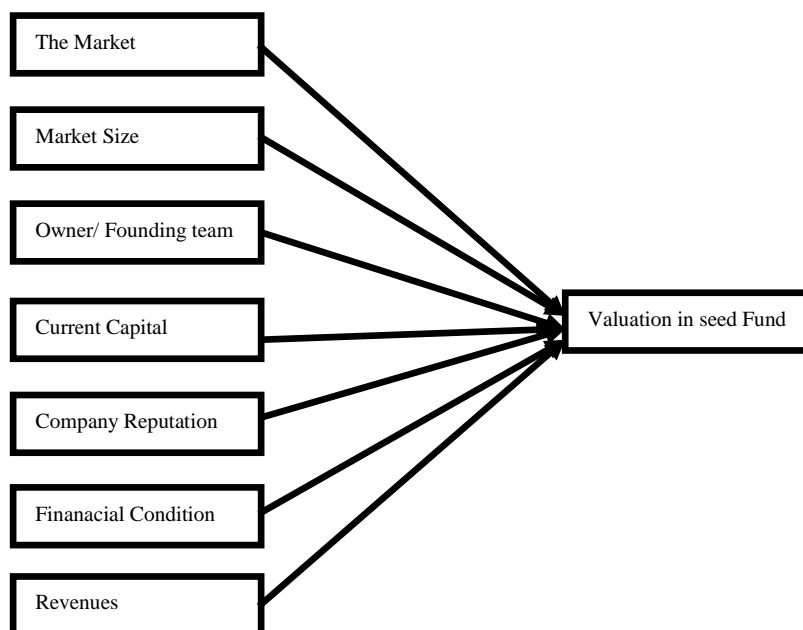 The Market
Market Size
Owner/ Founding team
Current Capital
Valuation in seed Fund
Company Reputation
Finanacial Condition
Revenues